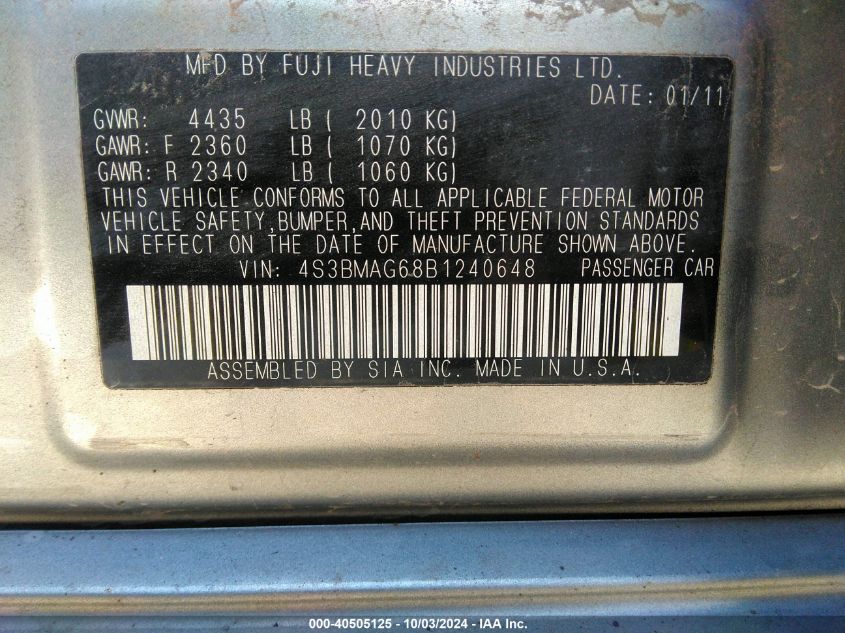 MFD BY FUJI HEAVY INDUSTRIES LTD.
DATE: 01/11
GVWR: 4435 LB ( 2010 KG)
GAWR: F 2360 LB ( 1070 KG)
GAWR: R 2340 LB ( 1060 KG)
THIS VEHICLE CONFORMS TO ALL APPLICABLE FEDERAL MOTOR
VEHICLE SAFETY,BUMPER,AND THEFT PREVENTION STANDARDS
IN EFFECT ON THE DATE OF MANUFACTURE SHOWN ABOVE.
VIN: 4S3BMAG68B1240648 PASSENGER CAR
ASSEMBLED BY SIA INC. MADE IN U.S.A.
000-40505125 - 10/03/2024 - IAA Inc.